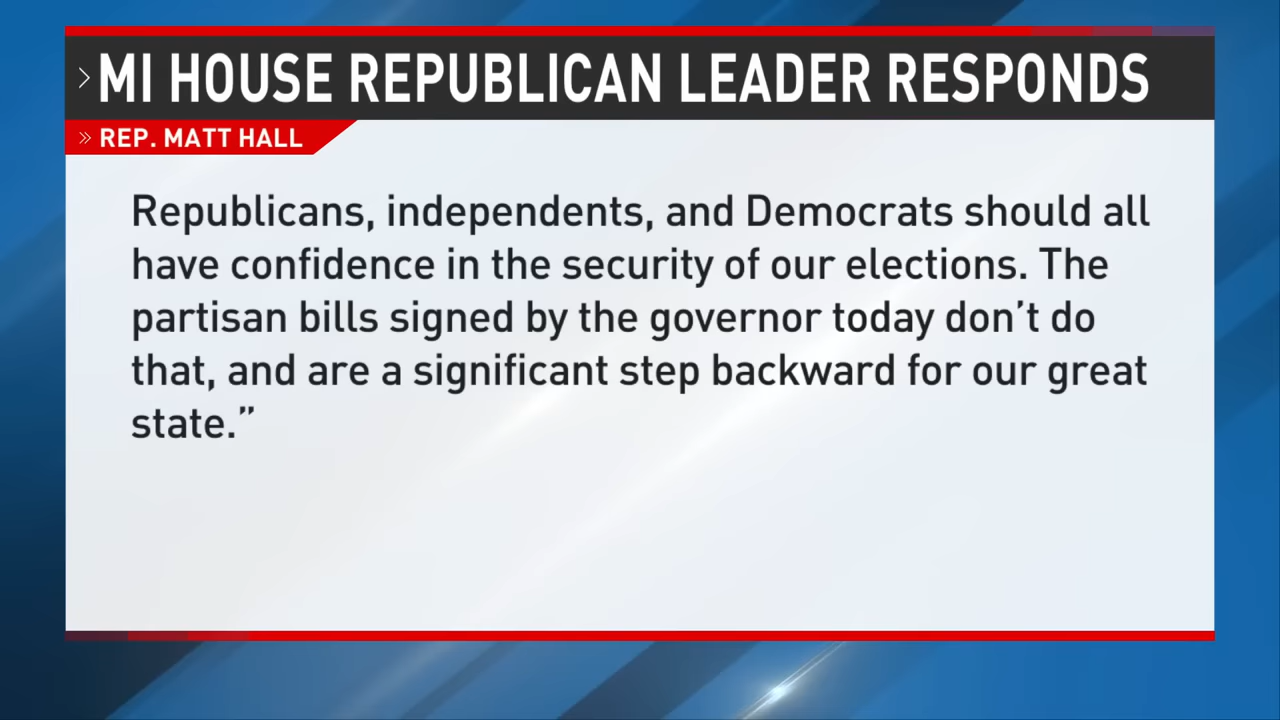 MI HOUSE REPUBLICAN LEADER RESPONDS
REP. MATT HALL
Republicans, independents, and Democrats should all
have confidence in the security of our elections. The
partisan bills signed by the governor today don’t do
that, and are a significant step backward for our great
state.”